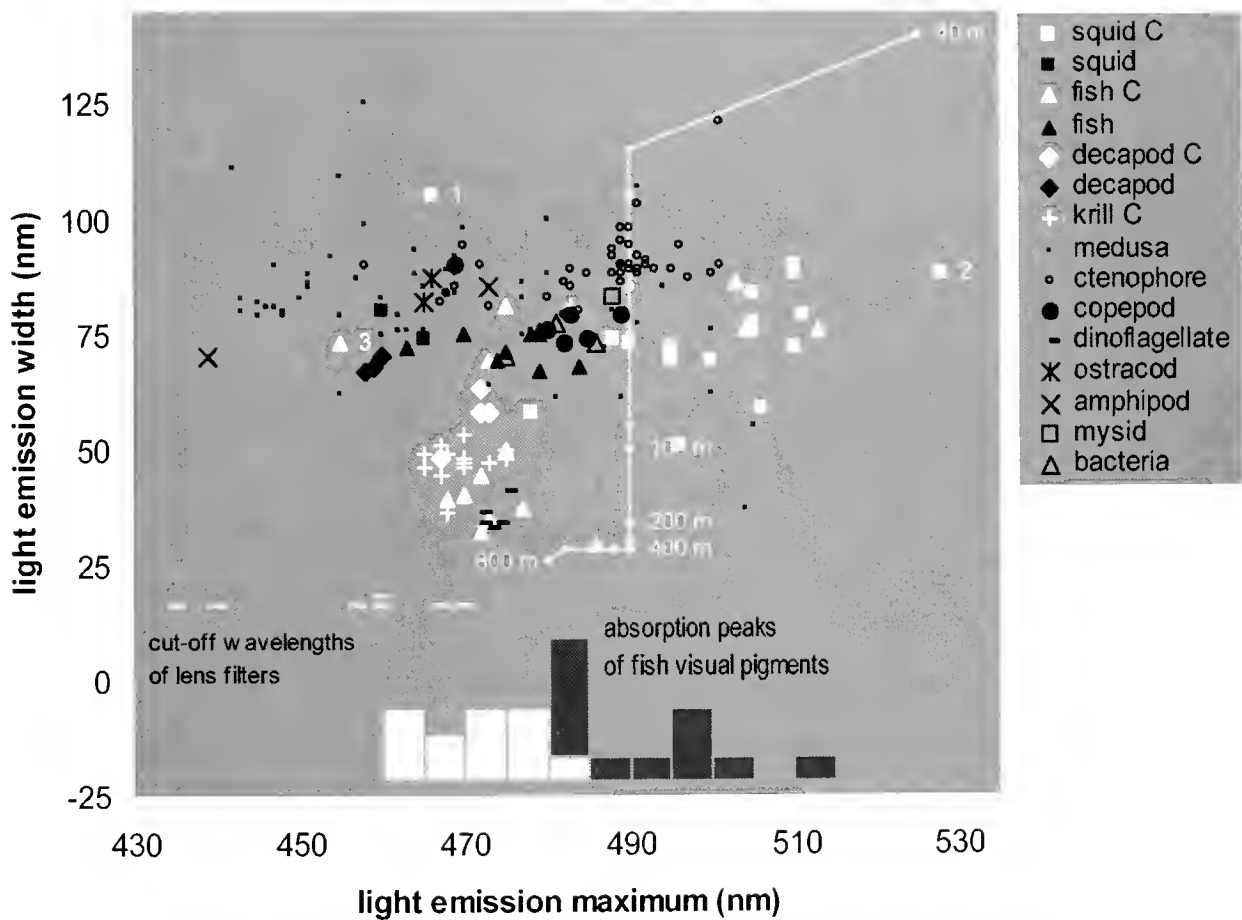 125
100
75
50
25
0
-25
light emission width (nm)
1
2
3
100 m
200 m
400 m
cut-off wavelengths
of lens filters
absorption peaks
of fish visual pigments
430
450
470
490
510
530
light emission maximum (nm)
squid C
squid
fish C
fish
decapod C
decapod
krill C
medusa
ctenophore
copepod
dinoflagellate
ostracod
amphipod
mysid
bacteria